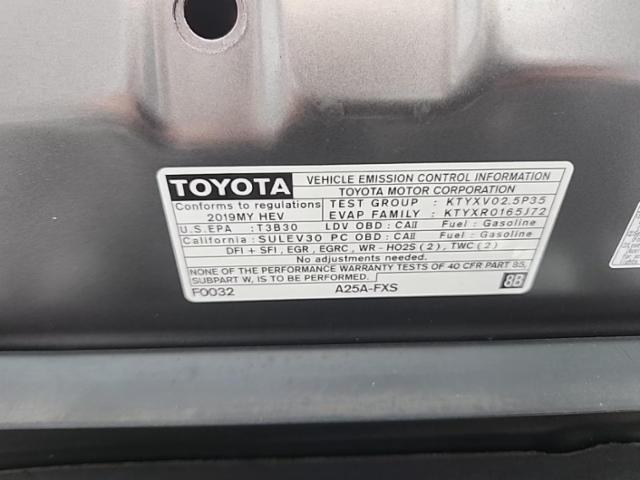 TOYOTA
VEHICLE EMISSION CONTROL INFORMATION
TOYOTA MOTOR CORPORATION
Conforms to regulations
2019MY HEV
TEST GROUP : KTYXV02.5P35
EVAP FAMILY : KTYXR0165J72
U.S.EPA : T3B30 LDV OBD : CAII Fuel : Gasoline
California : SULEV30 PC OBD : CAII Fuel : Gasoline
DFI + SFI, EGR, EGRC, WR-HO2S (2), TWC (2)
No adjustments needed.
NONE OF THE PERFORMANCE WARRANTY TESTS OF 40 CFR PART 85,
SUBPART W, IS TO BE PERFORMED.
F0032 A25A-FXS 8B